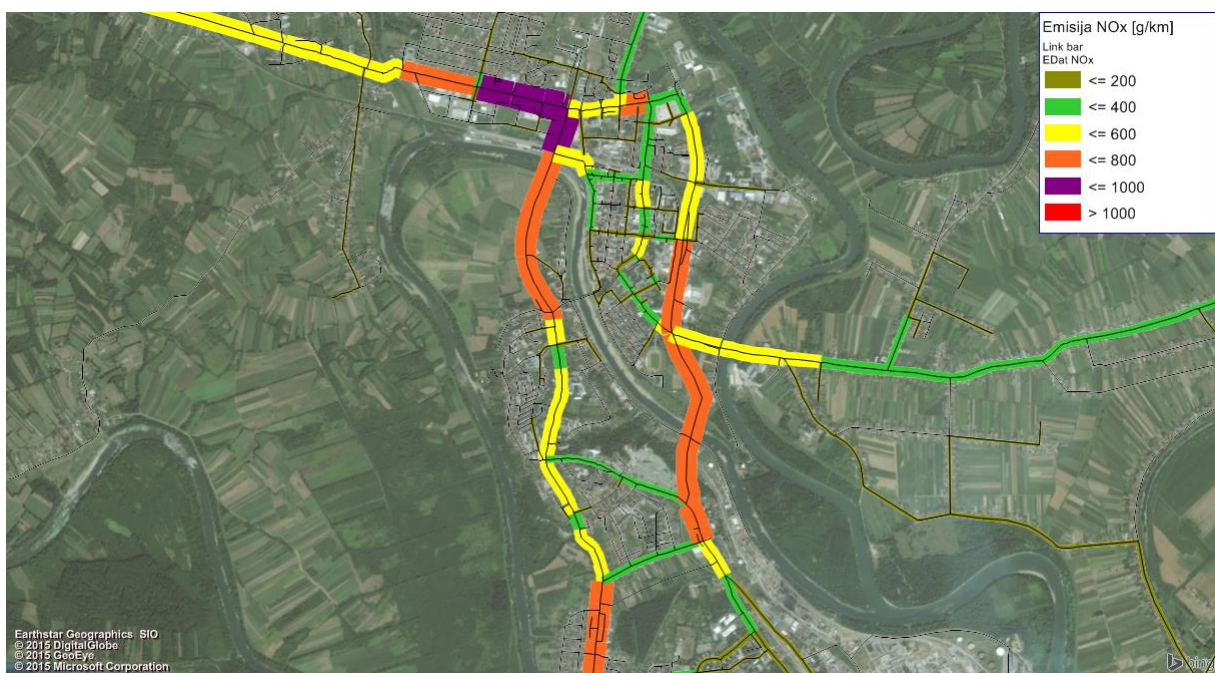 Emisija NOx [g/km]
Link bar
EDat NOx
<= 200
<= 400
<= 600
<= 800
<= 1000
> 1000
Earthstar Geographics SIO
© 2015 DigitalGlobe
© 2015 GeoEye
© 2015 Microsoft Corporation
bing